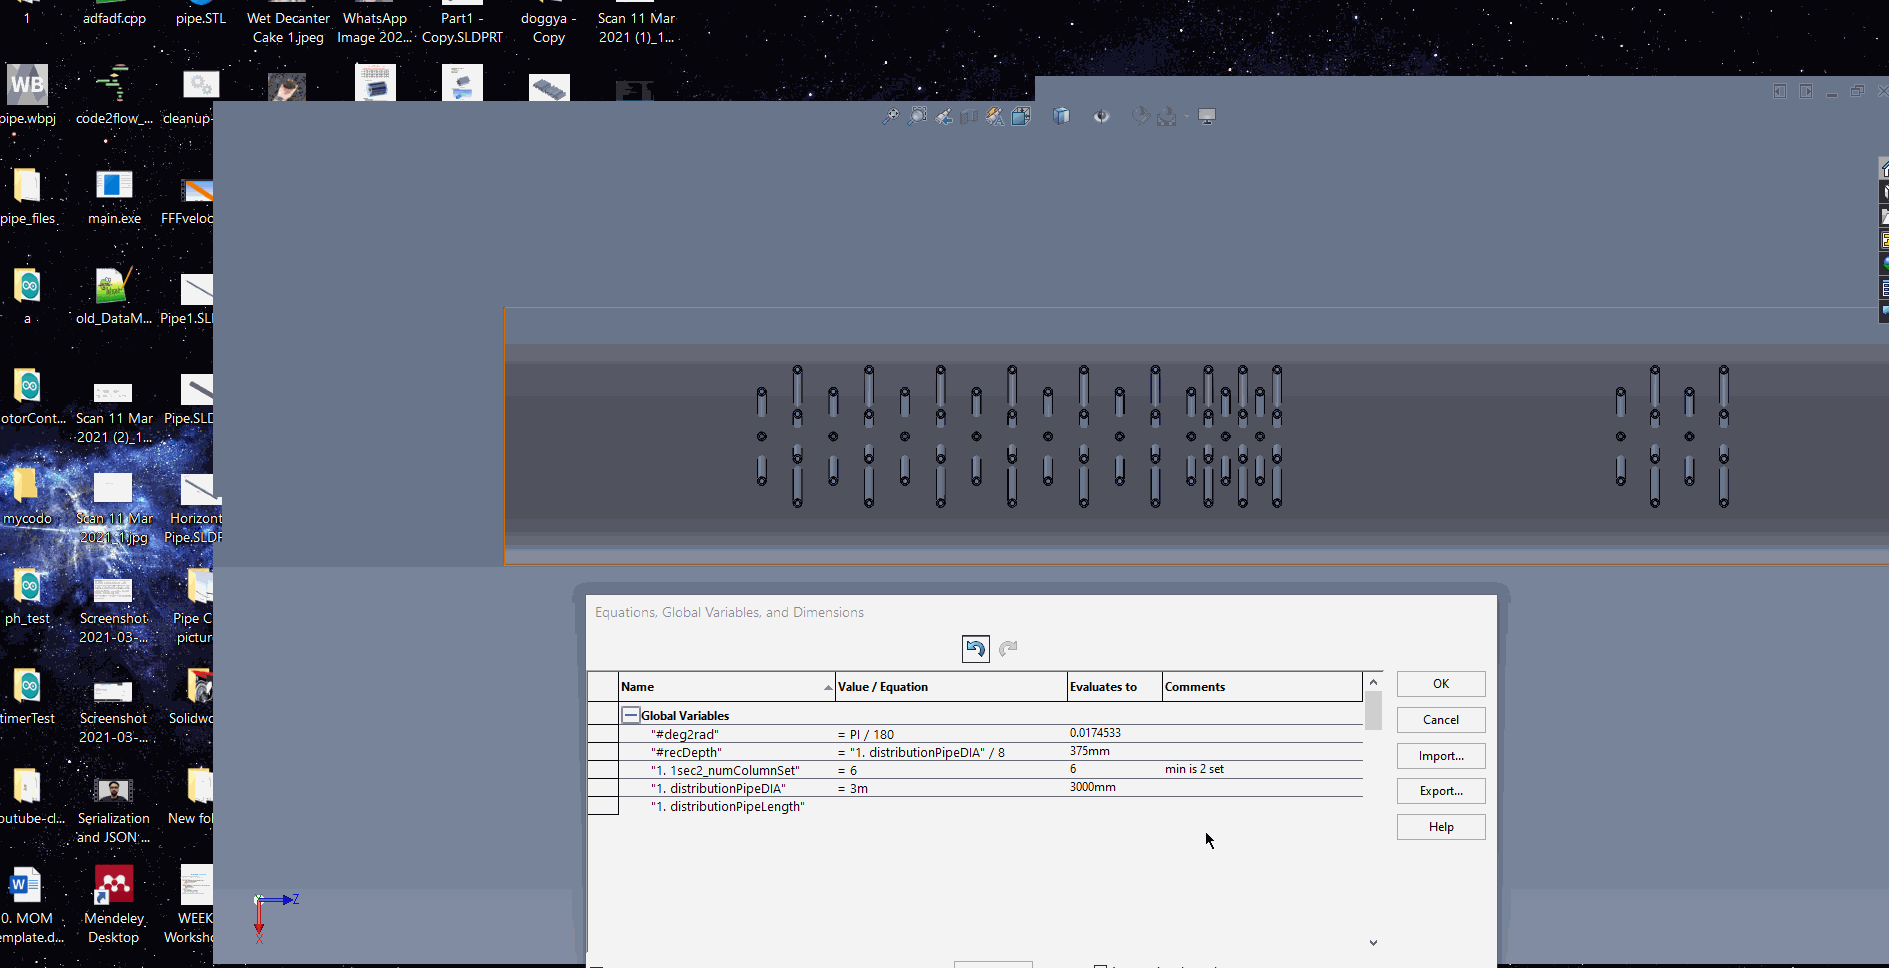 1
adfadf.cpp
pipe.STL
Wet Decanter
Cake 1.jpeg
WhatsApp
Image 202...
Part1 -
Copy.SLDPRT
doggya -
Copy
Scan 11 Mar
2021 (1)_1...
WB
pipe.wbpj
code2flow_...
cleanup-
pipe_files
main.exe
FFFveloc
a
old_DataM...
Pipe1.SLI
otorCont...
Scan 11 Mar
2021 (2)_1...
Pipe.SLD
mycodo
Scan 11 Mar
2021_1.jpg
Horizont
Pipe.SLDF
ph_test
Screenshot
2021-03-...
Pipe C
pictur
timerTest
Screenshot
2021-03-...
Solidwo
outube-cl...
Serialization
and JSON:...
New fol
0. MOM
emplate.d...
Mendeley
Desktop
WEEK
Worksho
Z
X
Equations, Global Variables, and Dimensions
Name Value / Equation Evaluates to Comments
Global Variables
"#deg2rad" = PI / 180 0.0174533
"#recDepth" = "1. distributionPipeDIA" / 8 375mm
"1. 1sec2_numColumnSet" = 6 6 min is 2 set
"1. distributionPipeDIA" = 3m 3000mm
"1. distributionPipeLength"
OK
Cancel
Import...
Export...
Help